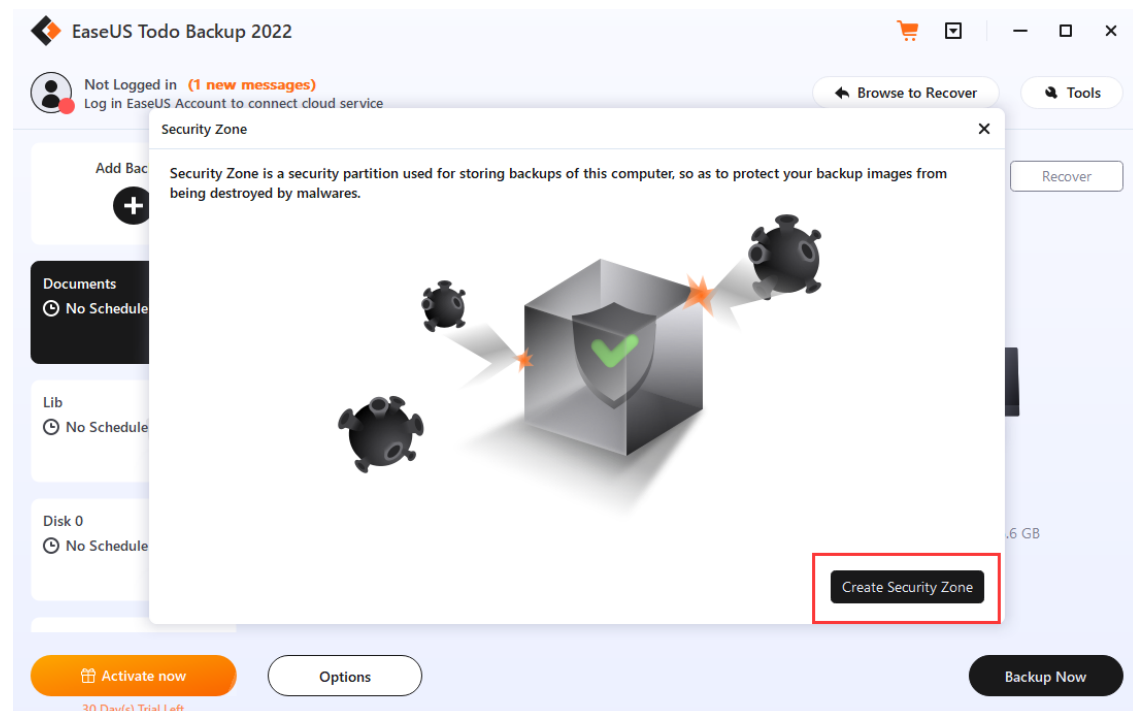 EaseUS Todo Backup 2022
Not Logged in (1 new messages)
Log in EaseUS Account to connect cloud service
Browse to Recover
Tools
Security Zone
Security Zone is a security partition used for storing backups of this computer, so as to protect your backup images from
being destroyed by malwares.
Add Bac
Recover
Documents
No Schedule
Lib
No Schedule
Disk 0
No Schedule
.6 GB
Create Security Zone
Activate now
Options
Backup Now
30 Day(s) Trial Left